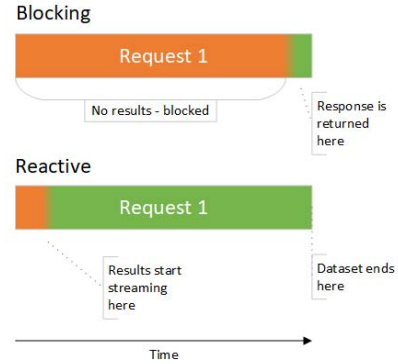 Blocking
Request 1
No results - blocked
Response is
returned
here
Reactive
Request 1
Results start
streaming
here
Dataset ends
here
Time